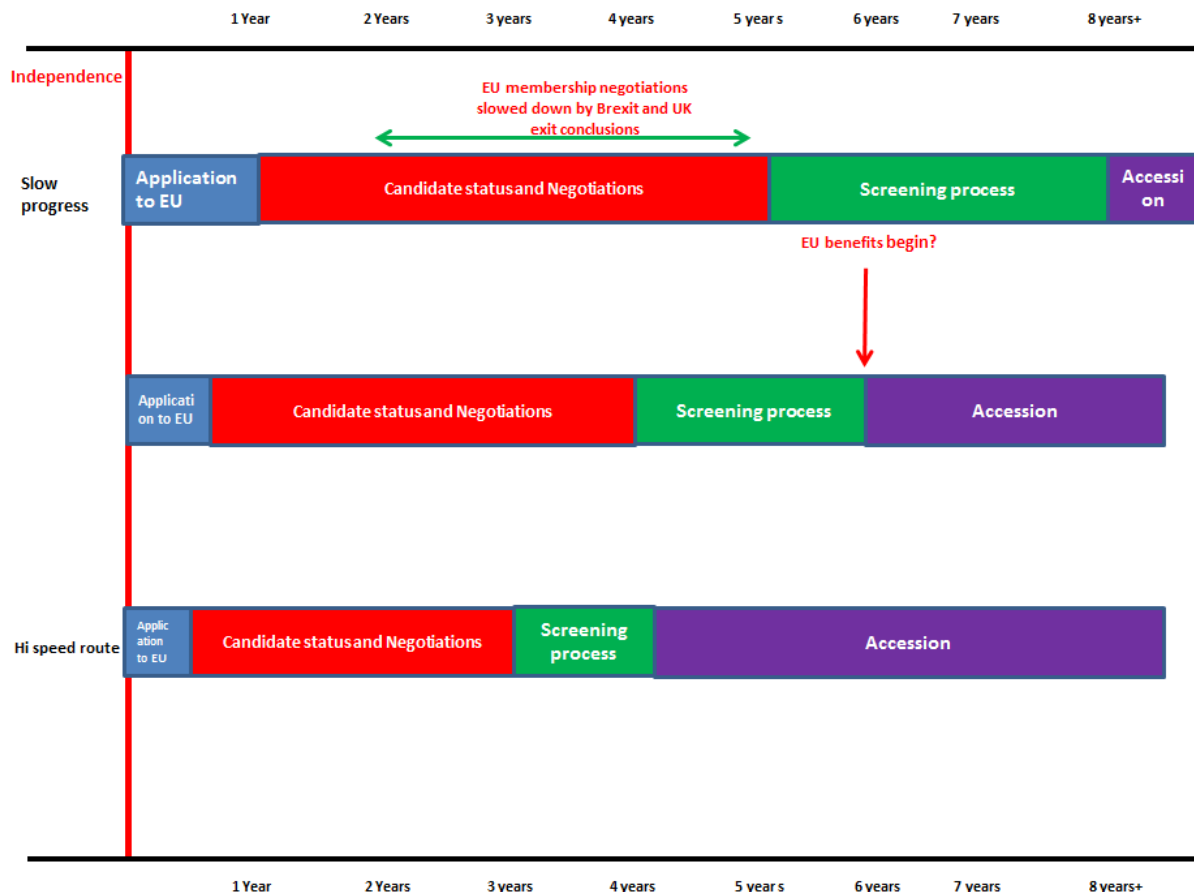 1 Year 2 Years 3 years 4 years 5 year s 6 years 7 years 8 years+
Independence
EU membership negotiations
slowed down by Brexit and UK
exit conclusions
Slow
progress
Application
to EU
Candidate status and Negotiations
Screening process
Accessi
on
EU benefits begin?
Applicati
on to EU
Candidate status and Negotiations
Screening process
Accession
Hi speed route
Applic
ation
to EU
Candidate status and Negotiations
Screening
process
Accession
1 Year 2 Years 3 years 4 years 5 year s 6 years 7 years 8 years+